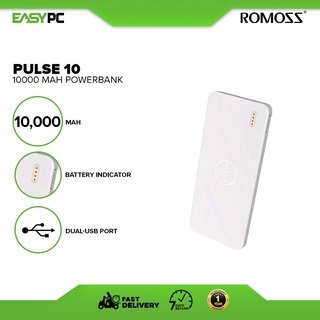 EASYPC
ROMOSS
PULSE 10
10000 MAH POWERBANK
10,000 MAH
BATTERY INDICATOR
DUAL-USB PORT
FAST DELIVERY
1